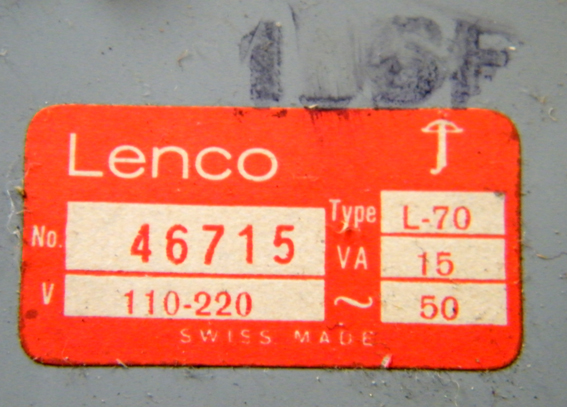 Lenco
No. 46715 Type L-70
VA 15
V 110-220 ~ 50
SWISS MADE